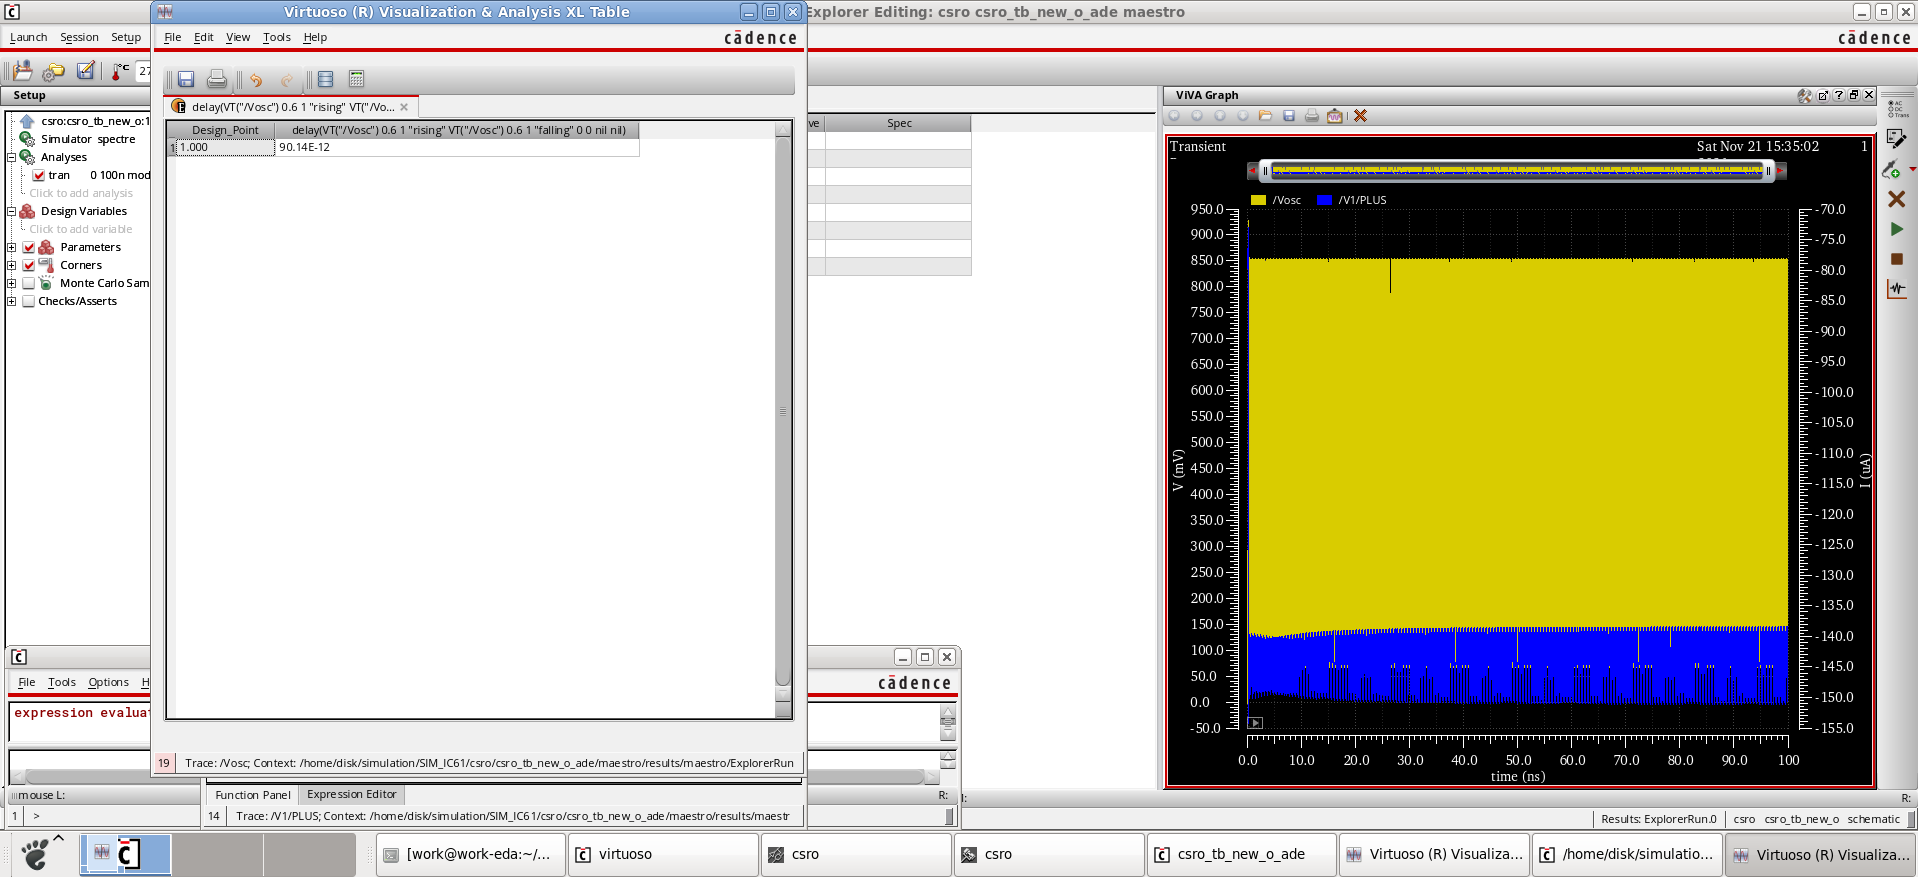 Virtuoso (R) Visualization & Analysis XL Table
Explorer Editing: csro csro_tb_new_o_ade maestro
Launch Session Setup
File Edit View Tools Help
cādence
cādence
27
Setup
delay(VT("/Vosc") 0.6 1 "rising" VT("/Vo...
ViVA Graph
csro:csro_tb_new_o:1
Simulator spectre
Analyses
tran 0 100n mod
Click to add analysis
Design Variables
Click to add variable
Parameters
Corners
Monte Carlo Sam
Checks/Asserts
Design_Point delay(VT("/Vosc") 0.6 1 "rising" VT("/Vosc") 0.6 1 "falling" 0 0 nil nil)
1 1.000 90.14E-12
ve Spec
Transient Sat Nov 21 15:35:02 1
/Vosc /V1/PLUS
950.0
900.0
850.0
800.0
750.0
700.0
650.0
600.0
550.0
500.0
450.0
400.0
350.0
300.0
250.0
200.0
150.0
100.0
50.0
0.0
-50.0
V (mV)
-70.0
-75.0
-80.0
-85.0
-90.0
-95.0
-100.0
-105.0
-110.0
-115.0
-120.0
-125.0
-130.0
-135.0
-140.0
-145.0
-150.0
-155.0
I (uA)
0.0 10.0 20.0 30.0 40.0 50.0 60.0 70.0 80.0 90.0 100
time (ns)
AC
DC
Trans
File Tools Options H
cādence
expression evaluat
19 Trace: /Vosc; Context: /home/disk/simulation/SIM_IC61/csro/csro_tb_new_o_ade/maestro/results/maestro/ExplorerRun
mouse L:
Function Panel Expression Editor
R:
R:
1 >
14 Trace: /V1/PLUS; Context: /home/disk/simulation/SIM_IC61/csro/csro_tb_new_o_ade/maestro/results/maestr
Results: ExplorerRun.0 csro csro_tb_new_o schematic
[work@work-eda:~/... virtuoso csro csro csro_tb_new_o_ade Virtuoso (R) Visualiza... /home/disk/simulatio... Virtuoso (R) Visualiza...